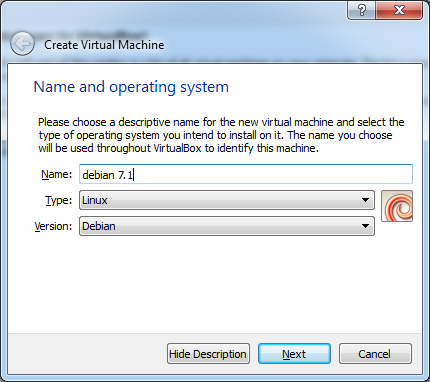 Create Virtual Machine
Name and operating system
Please choose a descriptive name for the new virtual machine and select the
type of operating system you intend to install on it. The name you choose
will be used throughout VirtualBox to identify this machine.
Name: debian 7.1
Type: Linux
Version: Debian
Hide Description Next Cancel